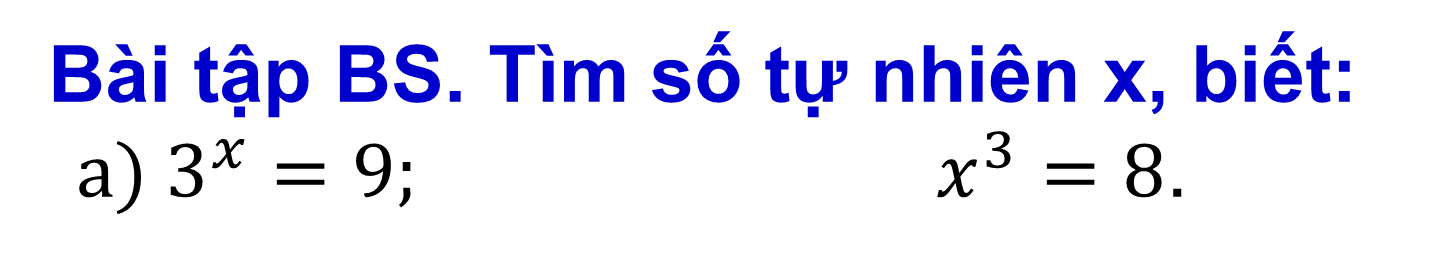 Bài tập BS. Tìm số tự nhiên x, biết:
a) 3^x = 9; x^3 = 8.